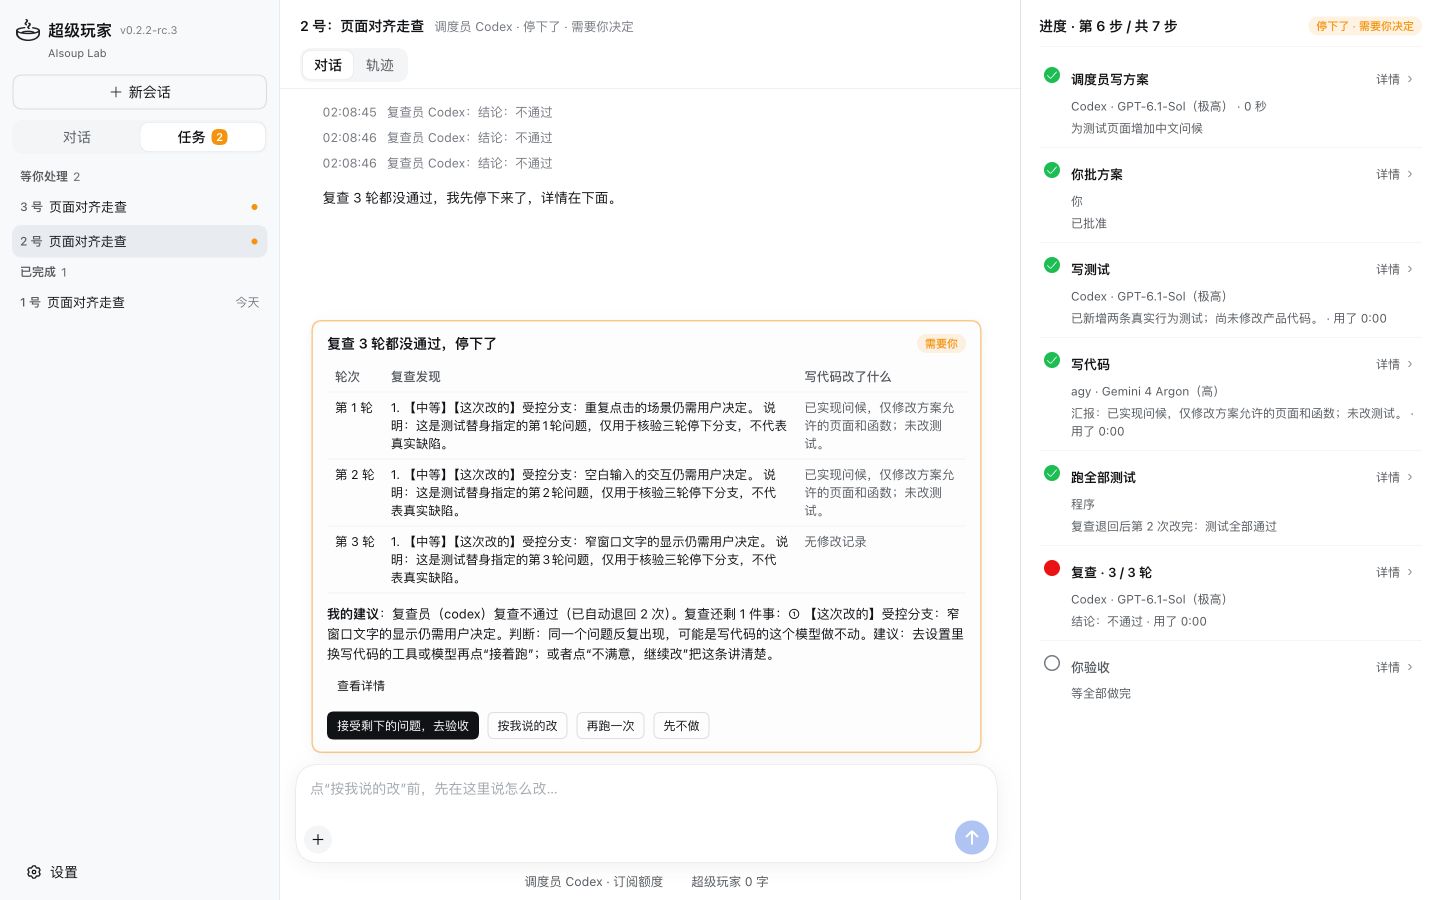 超级玩家 v0.2.2-rc.3
AIsoup Lab
新会话
对话
任务 2
等你处理 2
3 号 页面对齐走查
2 号 页面对齐走查
已完成 1
1 号 页面对齐走查 今天
设置
2 号：页面对齐走查 调度员 Codex · 停下了 · 需要你决定
对话 轨迹
02:08:45 复查员 Codex：结论：不通过
02:08:46 复查员 Codex：结论：不通过
02:08:46 复查员 Codex：结论：不通过
复查 3 轮都没通过，我先停下来了，详情在下面。
复查 3 轮都没通过，停下了 需要你
轮次 复查发现 写代码改了什么
第 1 轮
1. 【中等】【这次改的】受控分支：重复点击的场景仍需用户决定。 说
明：这是测试替身指定的第1轮问题，仅用于核验三轮停下分支，不代表
真实缺陷。
已实现问候，仅修改方案允
许的页面和函数；未改测
试。
第 2 轮
1. 【中等】【这次改的】受控分支：空白输入的交互仍需用户决定。 说
明：这是测试替身指定的第2轮问题，仅用于核验三轮停下分支，不代
表真实缺陷。
已实现问候，仅修改方案允
许的页面和函数；未改测
试。
第 3 轮
1. 【中等】【这次改的】受控分支：窄窗口文字的显示仍需用户决定。 说
明：这是测试替身指定的第3轮问题，仅用于核验三轮停下分支，不代
表真实缺陷。
无修改记录
我的建议：复查员（codex）复查不通过（已自动退回 2 次）。复查还剩 1 件事：① 【这次改的】受控分支：窄
窗口文字的显示仍需用户决定。判断：同一个问题反复出现，可能是写代码的这个模型做不动。建议：去设置里
换写代码的工具或模型再点“接着跑”；或者点“不满意，继续改”把这条讲清楚。
查看详情
接受剩下的问题，去验收 按我说的改 再跑一次 先不做
点“按我说的改”前，先在这里说怎么改...
调度员 Codex · 订阅额度 超级玩家 0 字
进度 · 第 6 步 / 共 7 步 停下了 · 需要你决定
调度员写方案 详情
Codex · GPT-6.1-Sol（极高） · 0 秒
为测试页面增加中文问候
你批方案 详情
你
已批准
写测试 详情
Codex · GPT-6.1-Sol（极高）
已新增两条真实行为测试；尚未修改产品代码。 · 用了 0:00
写代码 详情
agy · Gemini 4 Argon（高）
汇报：已实现问候，仅修改方案允许的页面和函数；未改测试。 ·
用了 0:00
跑全部测试 详情
程序
复查退回后第 2 次改完：测试全部通过
复查 · 3 / 3 轮 详情
Codex · GPT-6.1-Sol（极高）
结论：不通过 · 用了 0:00
你验收 详情
等全部做完